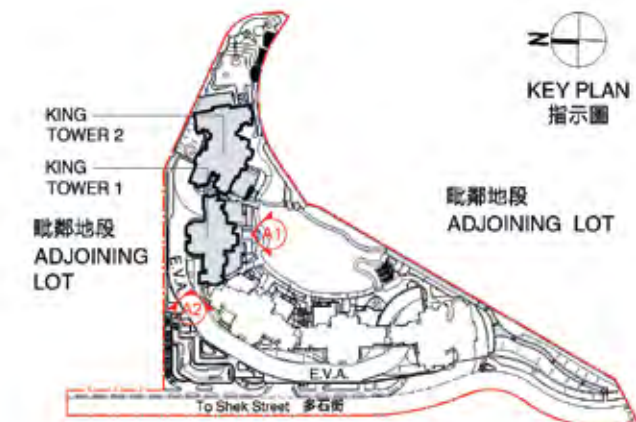 N
KEY PLAN
指示圖
KING
TOWER 2
KING
TOWER 1
毗鄰地段
ADJOINING LOT
毗鄰地段
ADJOINING
LOT
A1
E.V.A.
A2
E.V.A.
To Shek Street 多石街